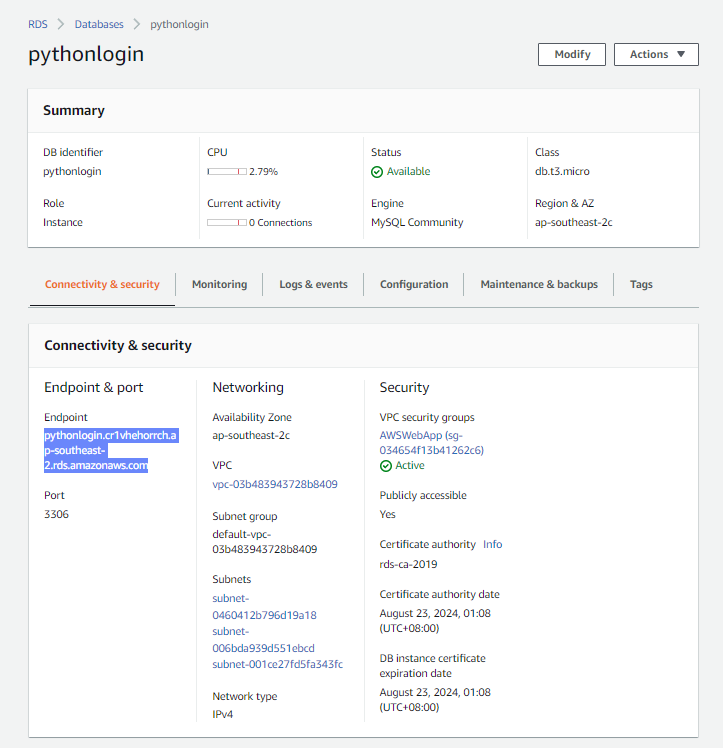 RDS > Databases > pythonlogin
pythonlogin
Modify
Actions ▼
Summary
DB identifier
pythonlogin
CPU
2.79%
Status
Available
Class
db.t3.micro
Role
Instance
Current activity
0 Connections
Engine
MySQL Community
Region & AZ
ap-southeast-2c
Connectivity & security
Monitoring
Logs & events
Configuration
Maintenance & backups
Tags
Connectivity & security
Endpoint & port
Endpoint
pythonlogin.cr1vhehorrch.a
p-southeast-
2.rds.amazonaws.com
Port
3306
Networking
Availability Zone
ap-southeast-2c
VPC
vpc-03b483943728b8409
Subnet group
default-vpc-
03b483943728b8409
Subnets
subnet-
0460412b796d19a18
subnet-
006bda939d551ebcd
subnet-001ce27fd5fa343fc
Network type
IPv4
Security
VPC security groups
AWSWebApp (sg-
034654f13b41262c6)
Active
Publicly accessible
Yes
Certificate authority Info
rds-ca-2019
Certificate authority date
August 23, 2024, 01:08
(UTC+08:00)
DB instance certificate
expiration date
August 23, 2024, 01:08
(UTC+08:00)